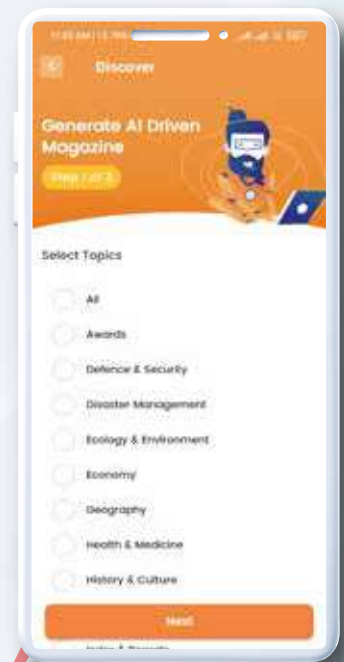 Discover
Generate AI Driven
Magazine
Step 1 of 3
Select Topics
All
Awards
Defence & Security
Disaster Management
Ecology & Environment
Economy
Geography
Health & Medicine
History & Culture
Next